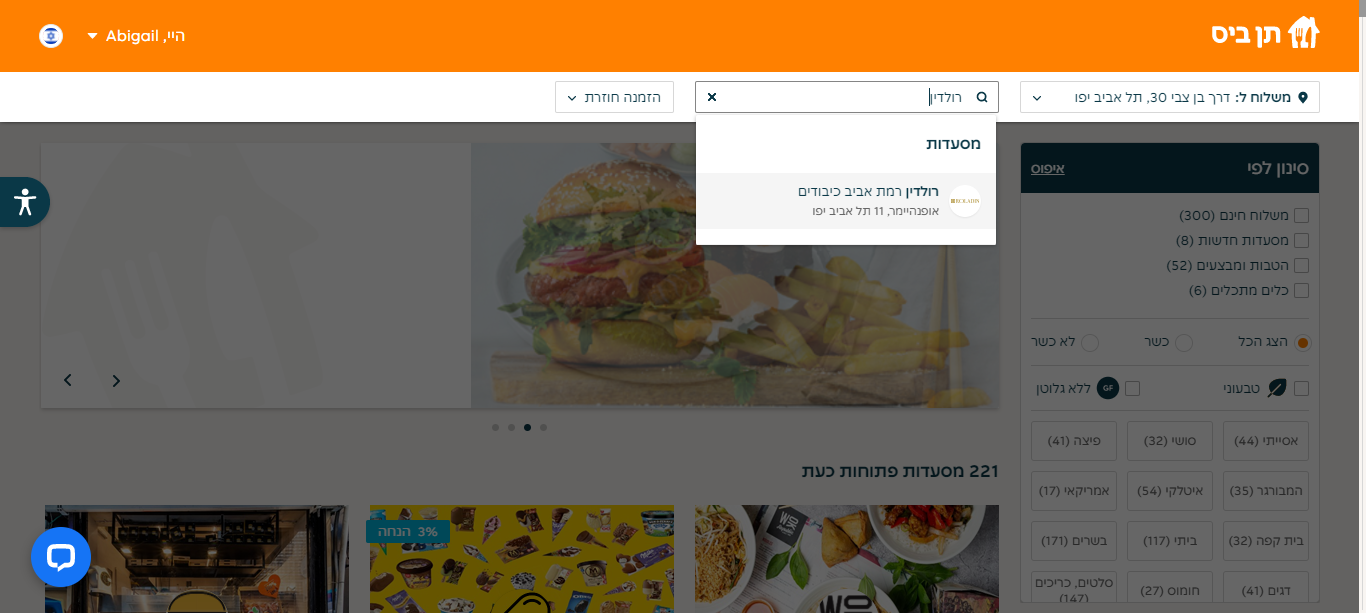 תן ביס
היי, Abigail
משלוח ל: דרך בן צבי 30, תל אביב יפו
רולדין
הזמנה חוזרת
מסעדות
ROLADIN
רולדין רמת אביב כיבודים
אופנהיימר, 11 תל אביב יפו
סינון לפי
איפוס
משלוח חינם (300)
מסעדות חדשות (8)
הטבות ומבצעים (52)
כלים מתכלים (6)
הצג הכל
כשר
לא כשר
טבעוני
GF
ללא גלוטן
אסייתי (44)
סושי (32)
פיצה (41)
המבורגר (35)
איטלקי (54)
אמריקאי (17)
בית קפה (32)
ביתי (117)
בשרים (171)
דגים (41)
חומוס (27)
סלטים, כריכים
(147)
221 מסעדות פתוחות כעת
3% הנחה
WOK